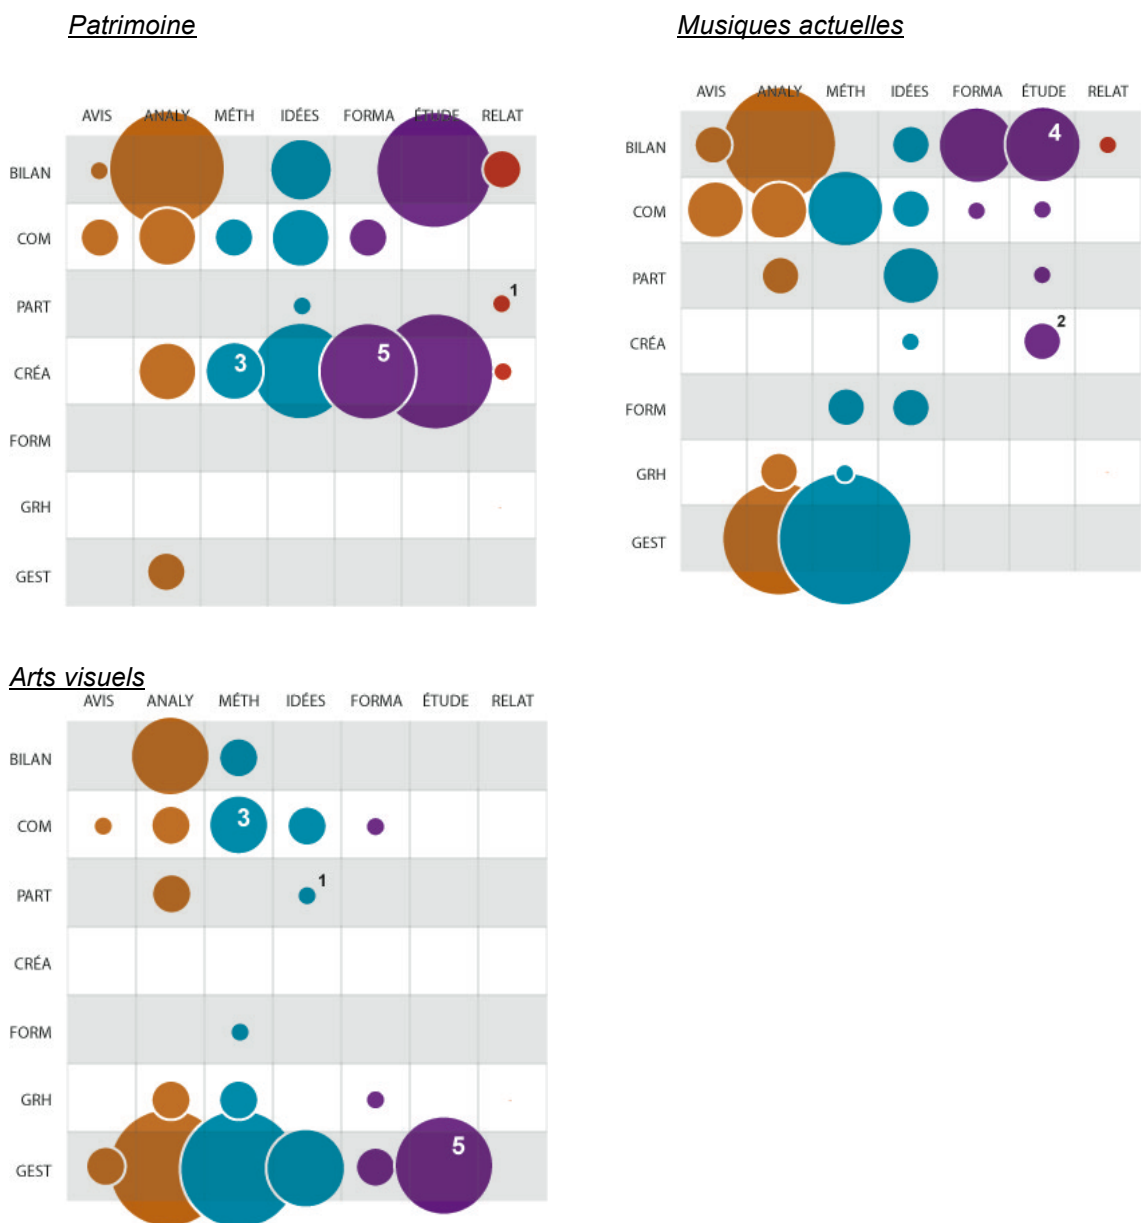 Patrimoine
AVIS ANALY MÉTH IDÉES FORMA ÉTUDE RELAT
BILAN
COM
PART 1
CRÉA 3 5
FORM
GRH
GEST
Musiques actuelles
AVIS ANALY MÉTH IDÉES FORMA ÉTUDE RELAT
BILAN 4
COM
PART
CRÉA 2
FORM
GRH
GEST
Arts visuels
AVIS ANALY MÉTH IDÉES FORMA ÉTUDE RELAT
BILAN
COM 3
PART 1
CRÉA
FORM
GRH
GEST 5